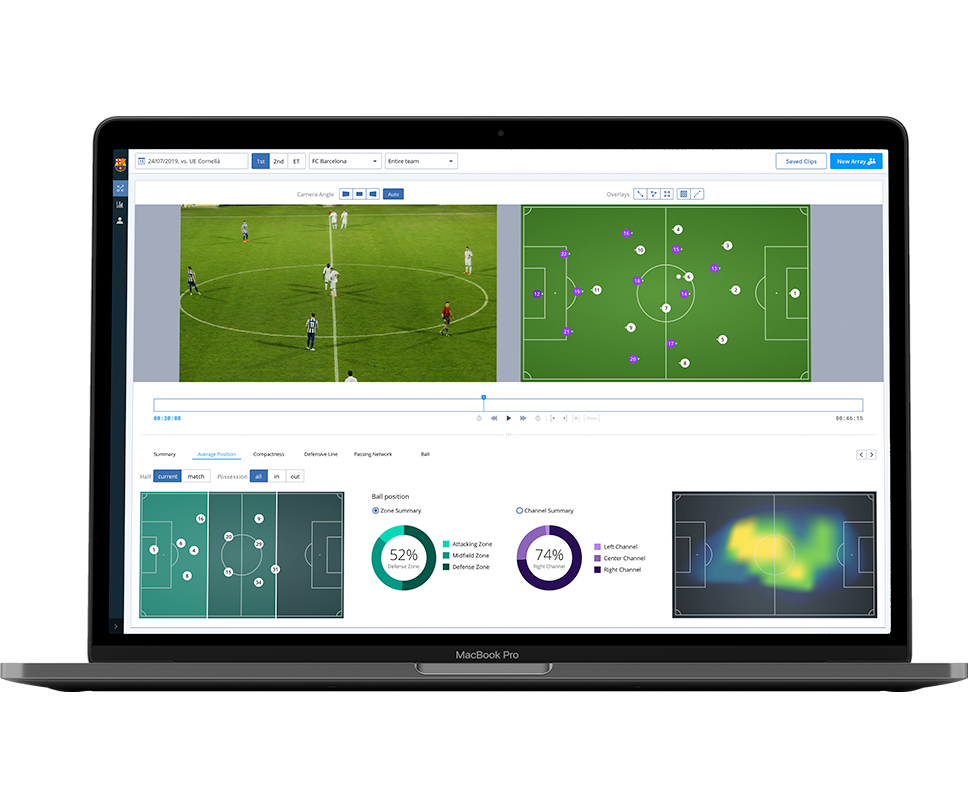 24/07/2019, vs. UE Cornellà 1st 2nd ET FC Barcelona Entire team Saved Clips New Array
Camera Angle Auto Overlays
16 4
10 15 3
22
13
18 6
12 19 11 14 2 1
7
9
21
17 5
20 8
00:30:08 [clear] 00:46:15
Summary Average Position Compactness Defensive Line Passing Network Ball
Half current match Possession all in out
Ball position
Zone Summary Channel Summary
16 9
20
6 29
1 4
31
8 15
34
52%
Defense Zone
Attacking Zone
Midfield Zone
Defense Zone
74%
Right Channel
Left Channel
Center Channel
Right Channel
MacBook Pro